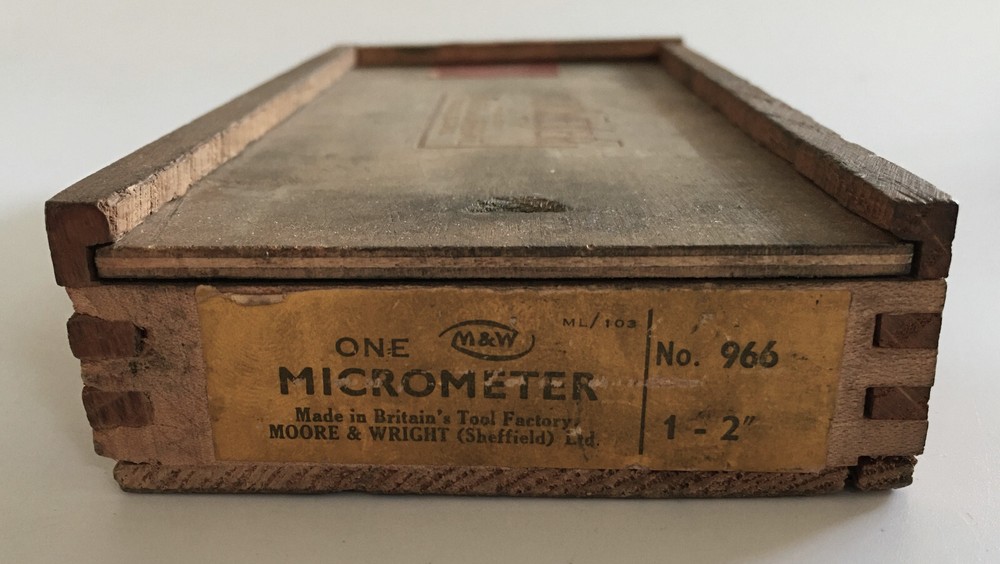 ONE M&W ML/103
MICROMETER
Made in Britain's Tool Factory,
MOORE & WRIGHT (Sheffield) Ltd.
No. 966
1 - 2"